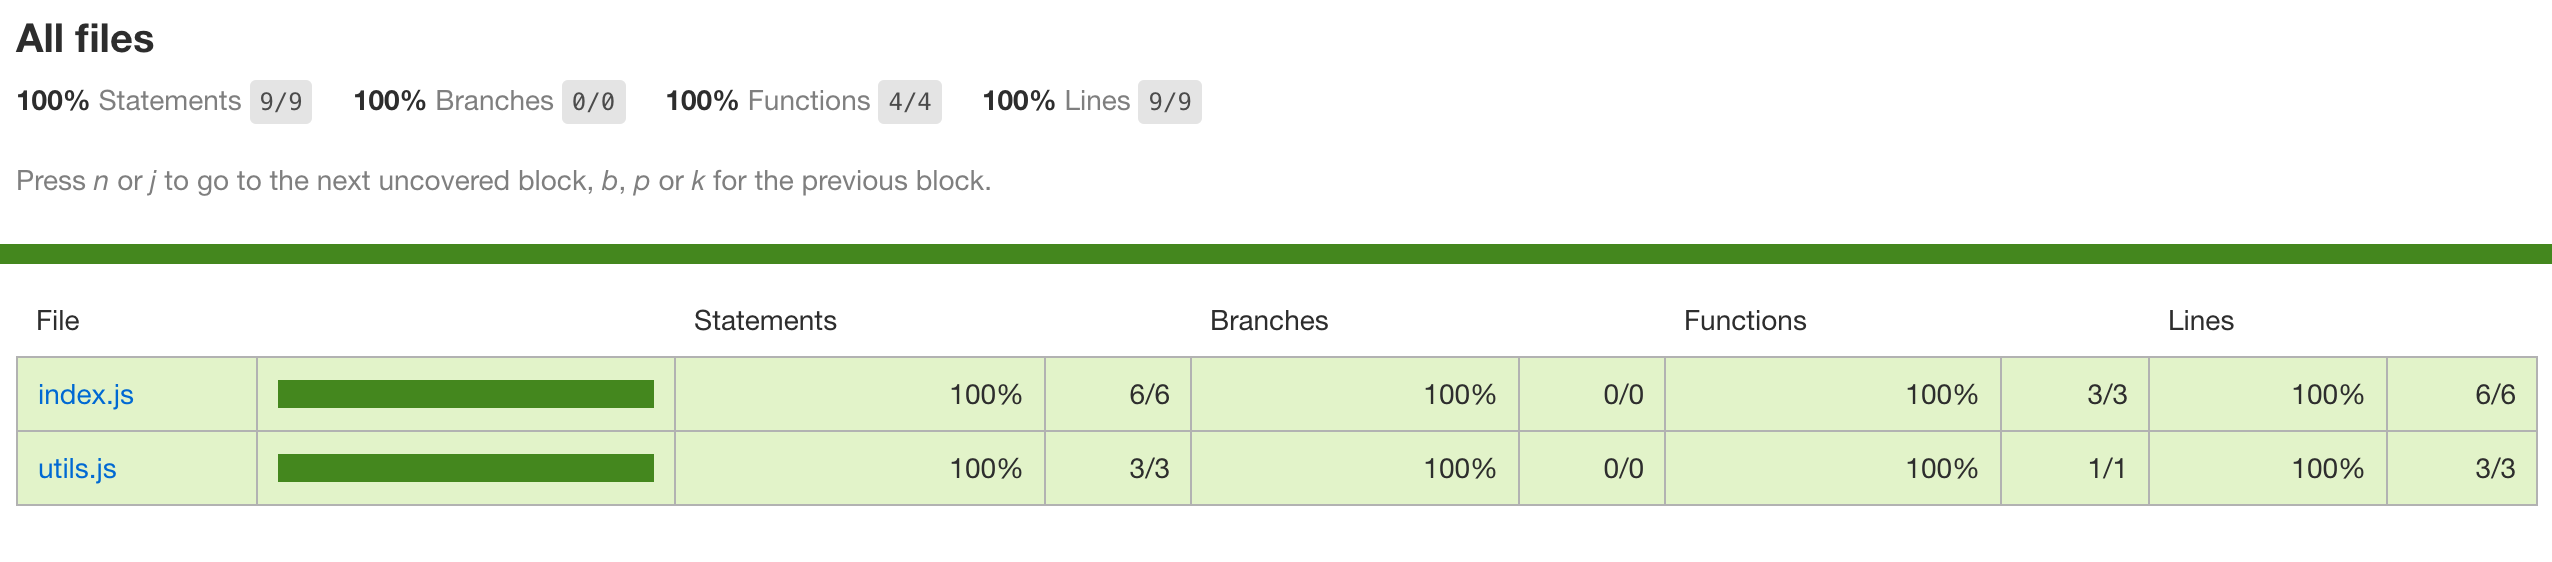 All files
100% Statements 9/9 100% Branches 0/0 100% Functions 4/4 100% Lines 9/9
Press n or j to go to the next uncovered block, b, p or k for the previous block.
File Statements Branches Functions Lines
index.js 100% 6/6 100% 0/0 100% 3/3 100% 6/6
utils.js 100% 3/3 100% 0/0 100% 1/1 100% 3/3